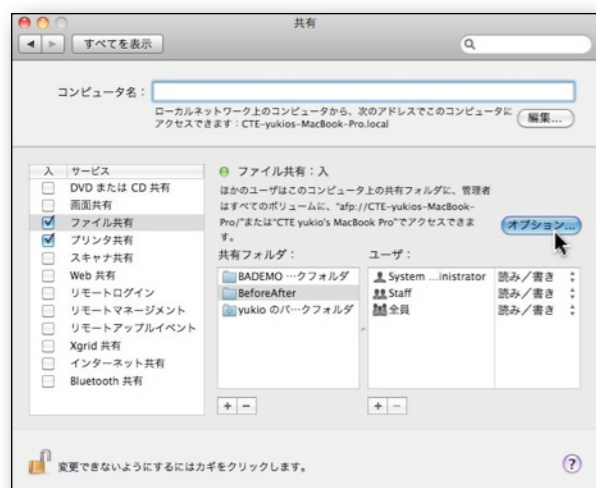 共有
すべてを表示
コンピュータ名：
ローカルネットワーク上のコンピュータから、次のアドレスでこのコンピュータに
アクセスできます：CTE-yukios-MacBook-Pro.local
編集...
入 サービス
DVD または CD 共有
画面共有
ファイル共有
プリンタ共有
スキャナ共有
Web 共有
リモートログイン
リモートマネージメント
リモートアップルイベント
Xgrid 共有
インターネット共有
Bluetooth 共有
ファイル共有：入
ほかのユーザはこのコンピュータ上の共有フォルダに、管理者
はすべてのボリュームに、"afp://CTE-yukios-MacBook-
Pro/"または"CTE yukio's MacBook Pro"でアクセスできま
す。
オプション...
共有フォルダ：
BADEMO …クフォルダ
BeforeAfter
yukio のパ…クフォルダ
ユーザ：
System ...inistrator 読み／書き
Staff 読み／書き
全員 読み／書き
+ −
+ −
変更できないようにするにはカギをクリックします。
?